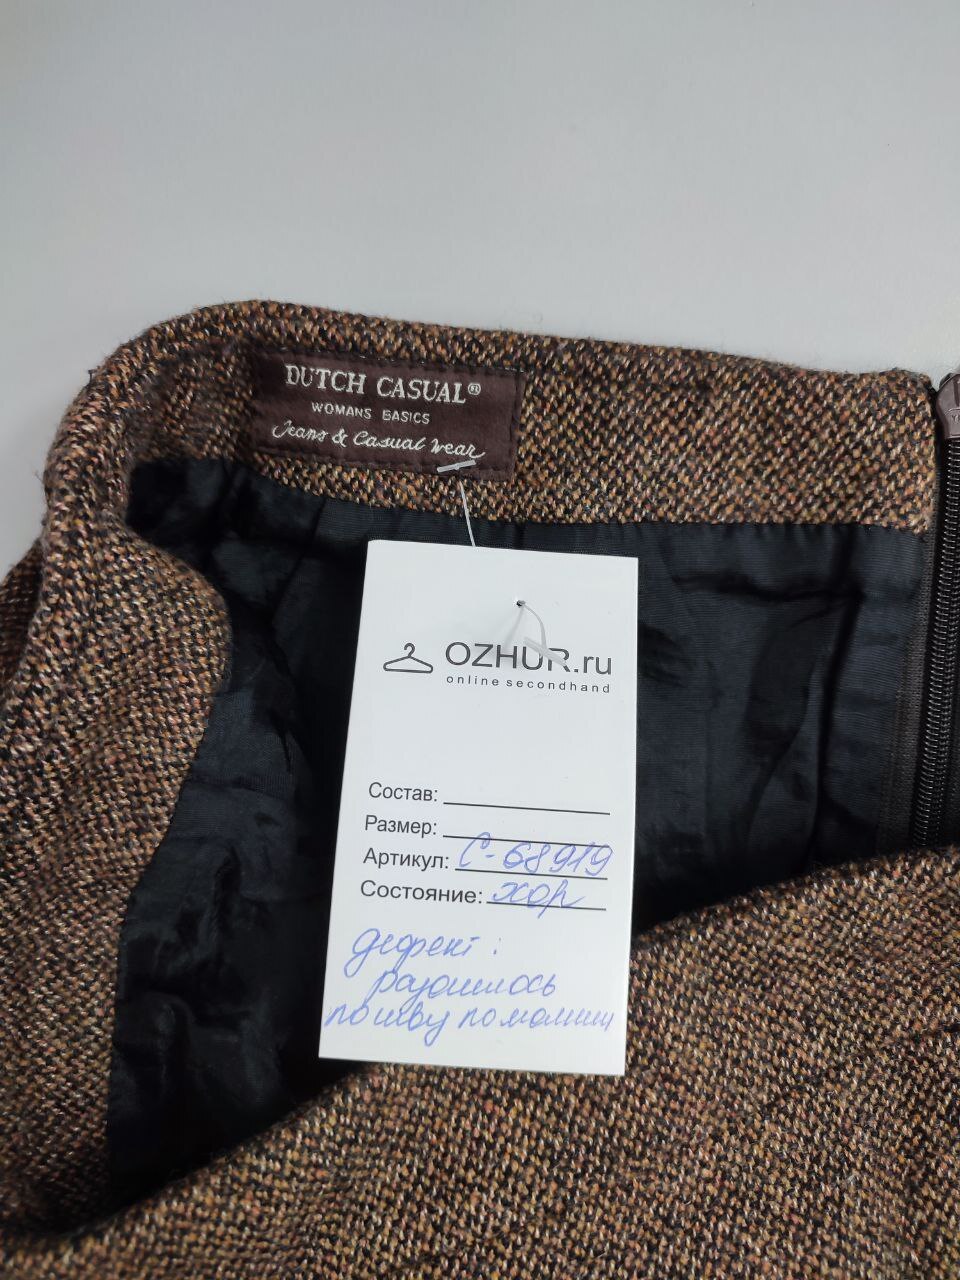 DUTCH CASUAL®
WOMANS BASICS
Jeans & Casual wear
OZHUR.ru
online secondhand
Состав:
Размер:
Артикул: С-68919
Состояние: хор
дефект:
разошлось
по шву по молнии